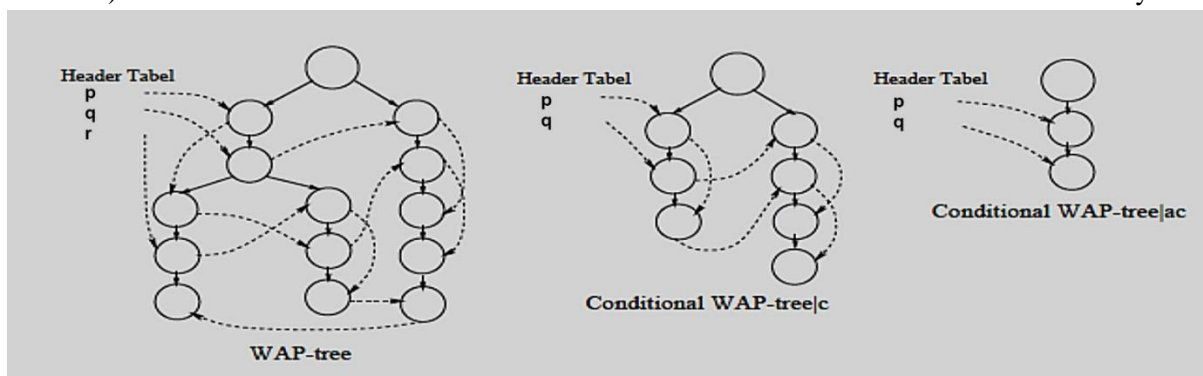 Header Tabel
p
q
r
WAP-tree
Header Tabel
p
q
Conditional WAP-tree|c
Header Tabel
p
q
Conditional WAP-tree|ac